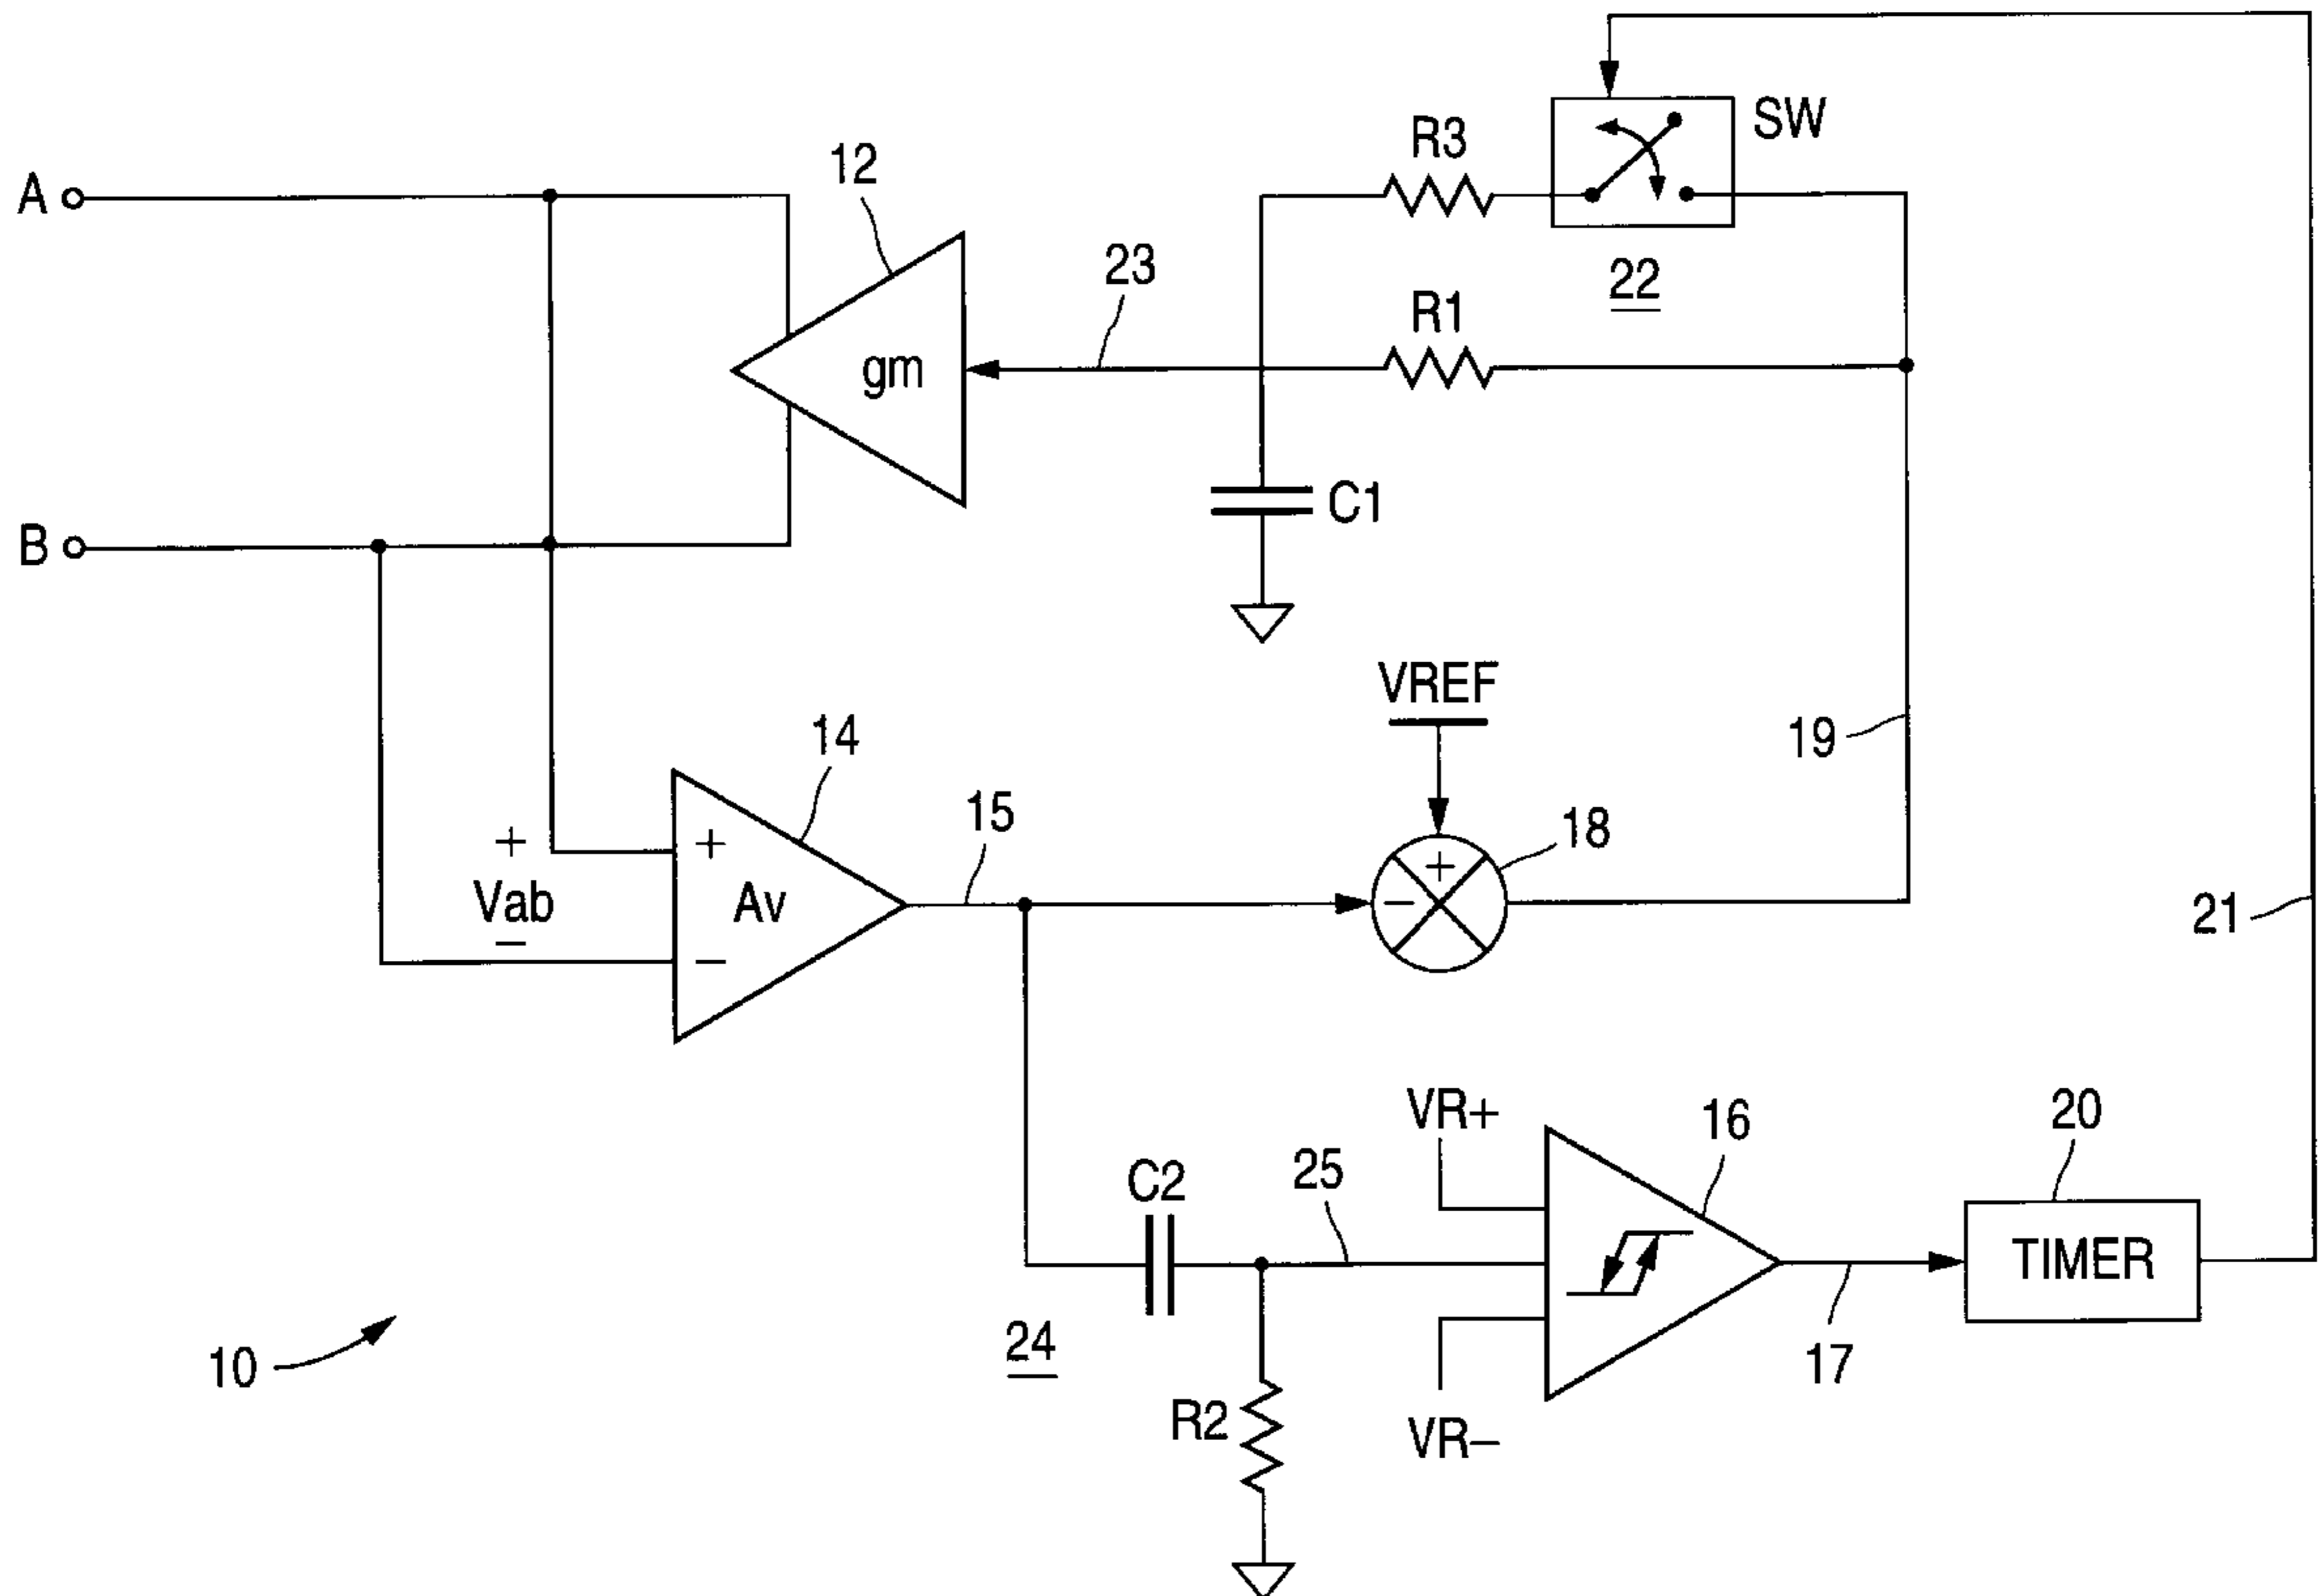 SW
R3
12
A
23
22
R1
gm
C1
B
VREF
19
14
15
18
+
+
+
Vab
Av
−
21
−
−
VR+
16
20
C2
25
TIMER
10
24
17
R2
VR−